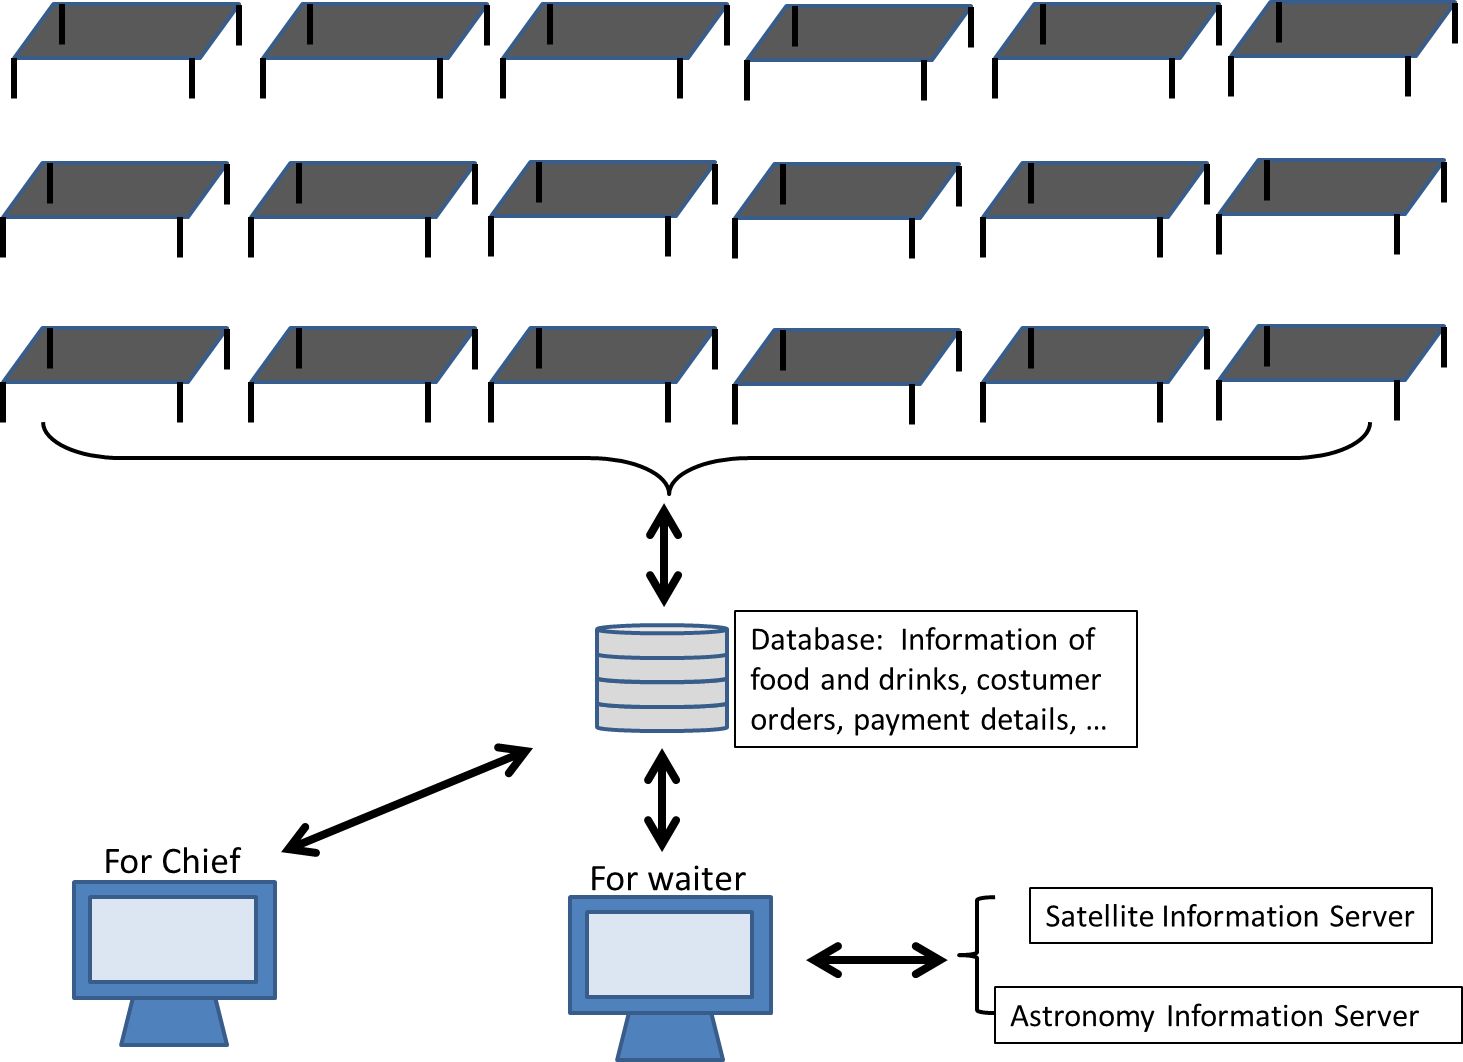 Database:  Information of
food and drinks, costumer
orders, payment details, ...
For Chief
For waiter
Satellite Information Server
Astronomy Information Server